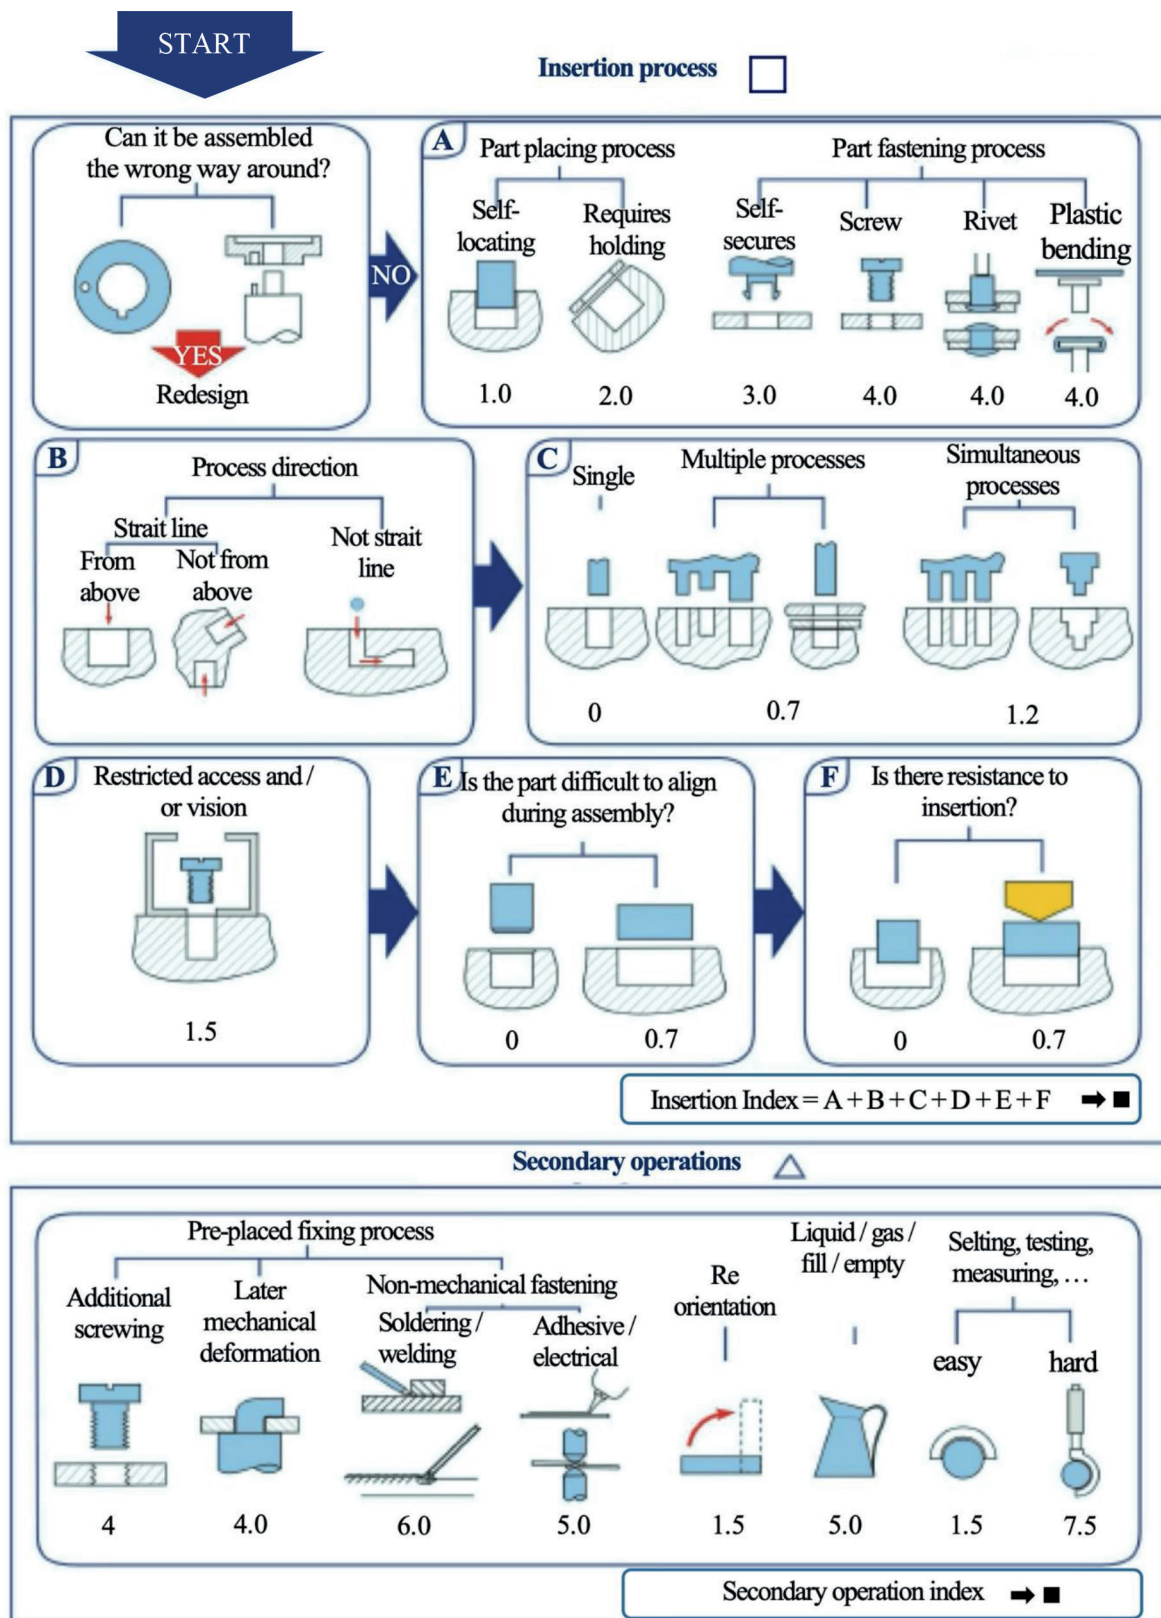 START
Insertion process
Can it be assembled
the wrong way around?
YES
Redesign
NO
A
Part placing process
Self-
locating
1.0
Requires
holding
2.0
Part fastening process
Self-
secures
3.0
Screw
4.0
Rivet
4.0
Plastic
bending
4.0
B
Process direction
Strait line
From
above
Not from
above
Not strait
line
C
Single
0
Multiple processes
0.7
Simultaneous
processes
1.2
D
Restricted access and /
or vision
1.5
E
Is the part difficult to align
during assembly?
0
0.7
F
Is there resistance to
insertion?
0
0.7
Insertion Index = A + B + C + D + E + F
Secondary operations
Pre-placed fixing process
Additional
screwing
4
Later
mechanical
deformation
4.0
Non-mechanical fastening
Soldering /
welding
6.0
Adhesive /
electrical
5.0
Re
orientation
1.5
Liquid / gas /
fill / empty
5.0
Selting, testing,
measuring, …
easy
1.5
hard
7.5
Secondary operation index